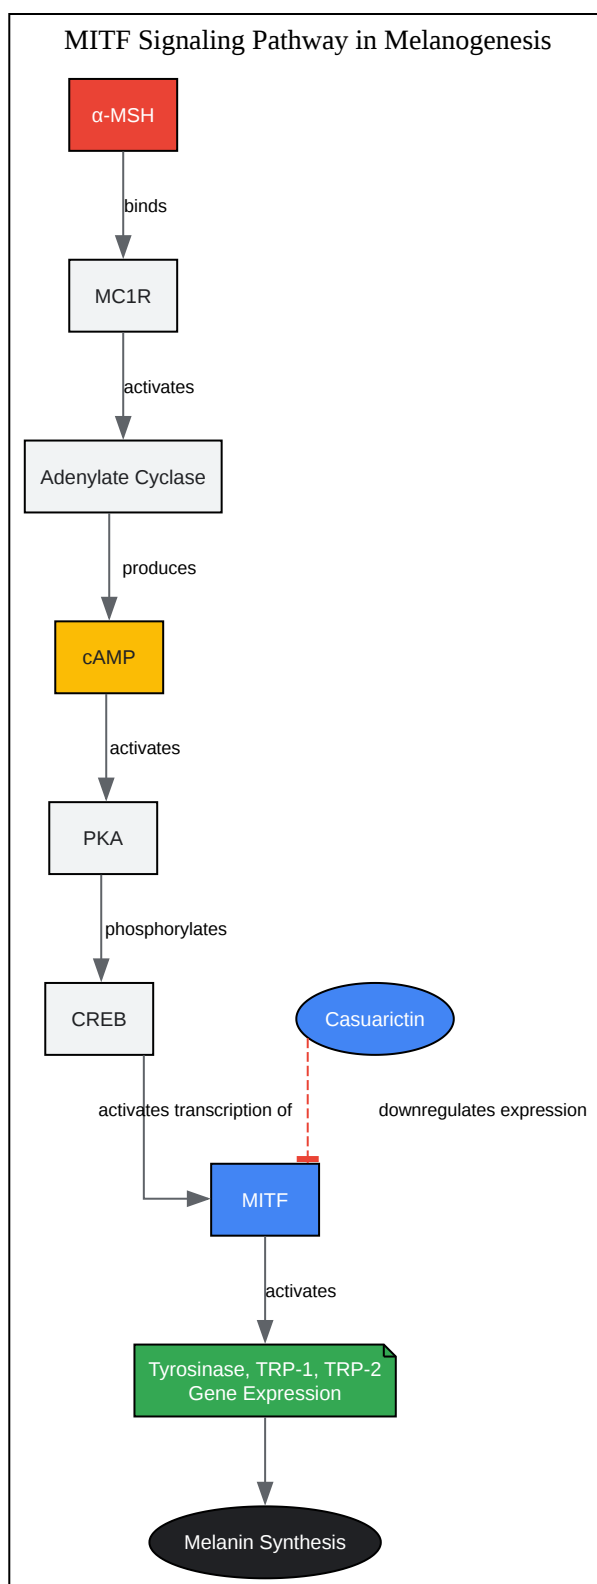 MITF Signaling Pathway in Melanogenesis
α-MSH
binds
MC1R
activates
Adenylate Cyclase
produces
cAMP
activates
PKA
phosphorylates
CREB
Casuarictin
activates transcription of
downregulates expression
MITF
activates
Tyrosinase, TRP-1, TRP-2
Gene Expression
Melanin Synthesis